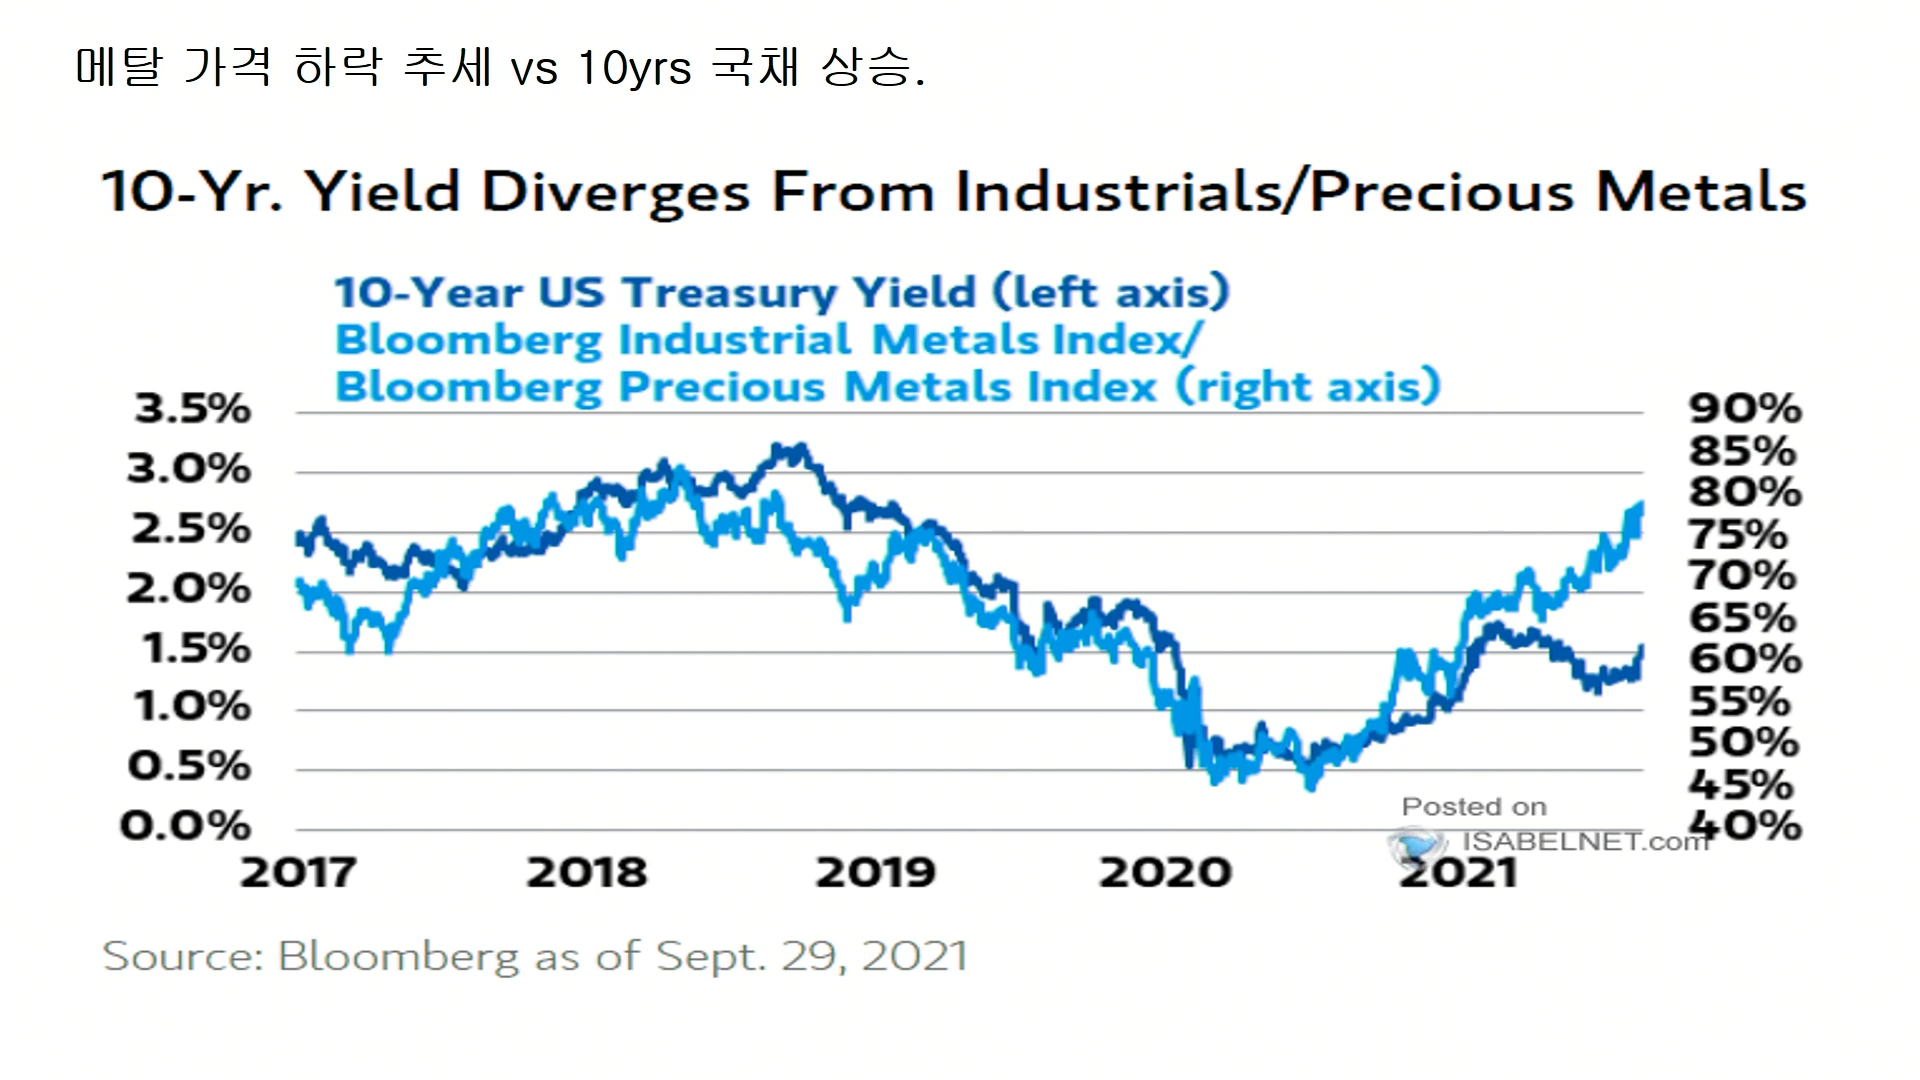 메탈 가격 하락 추세 vs 10yrs 국채 상승.
10-Yr. Yield Diverges From Industrials/Precious Metals
10-Year US Treasury Yield (left axis)
Bloomberg Industrial Metals Index/
Bloomberg Precious Metals Index (right axis)
3.5% 90%
3.0% 85%
80%
2.5% 75%
2.0% 70%
65%
1.5% 60%
1.0% 55%
50%
0.5% 45%
0.0% 40%
Posted on
ISABELNET.com
2017 2018 2019 2020 2021
Source: Bloomberg as of Sept. 29, 2021